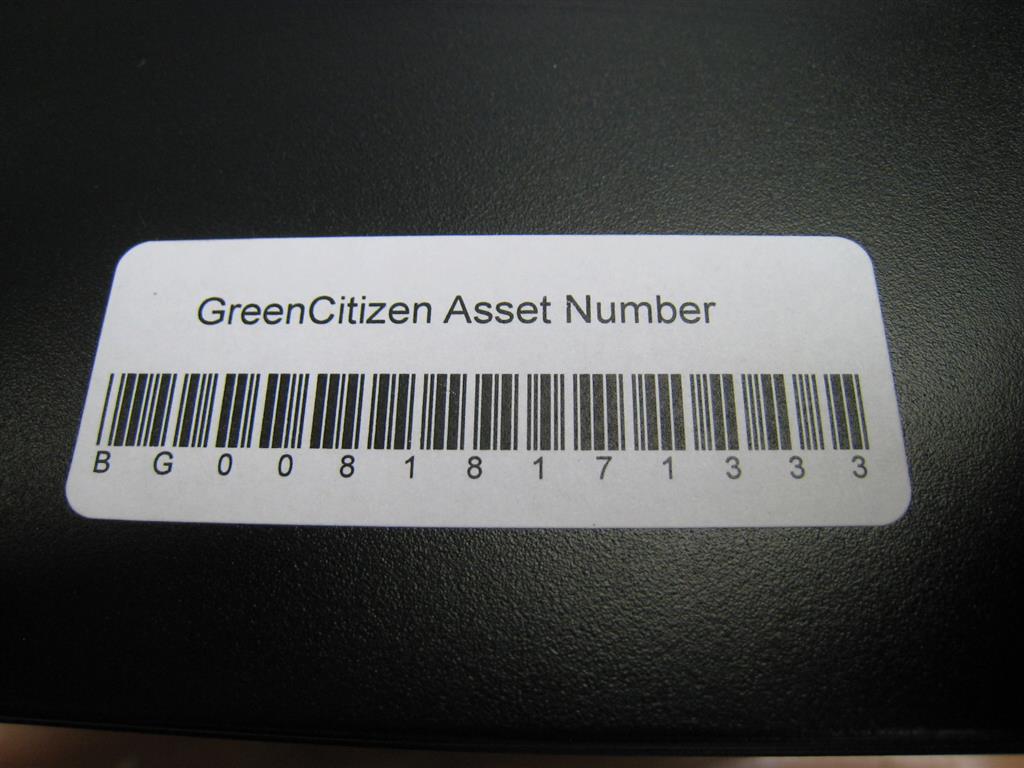 GreenCitizen Asset Number
B G 0 0 8 1 8 1 7 1 3 3 3